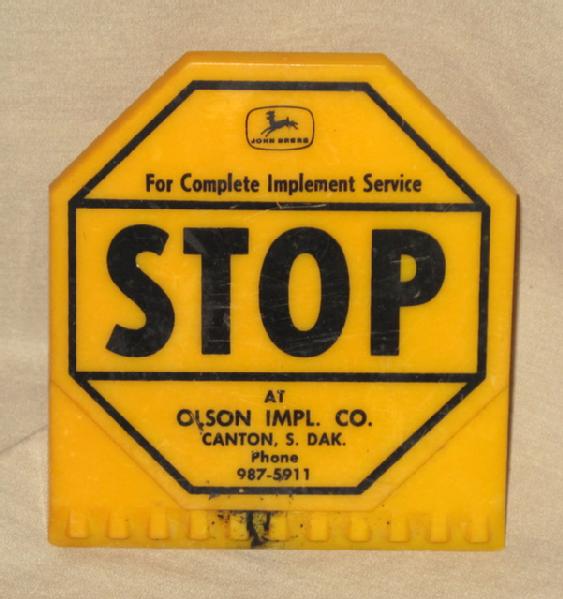 JOHN DEERE
For Complete Implement Service
STOP
AT
OLSON IMPL. CO.
CANTON, S. DAK.
Phone
987-5911